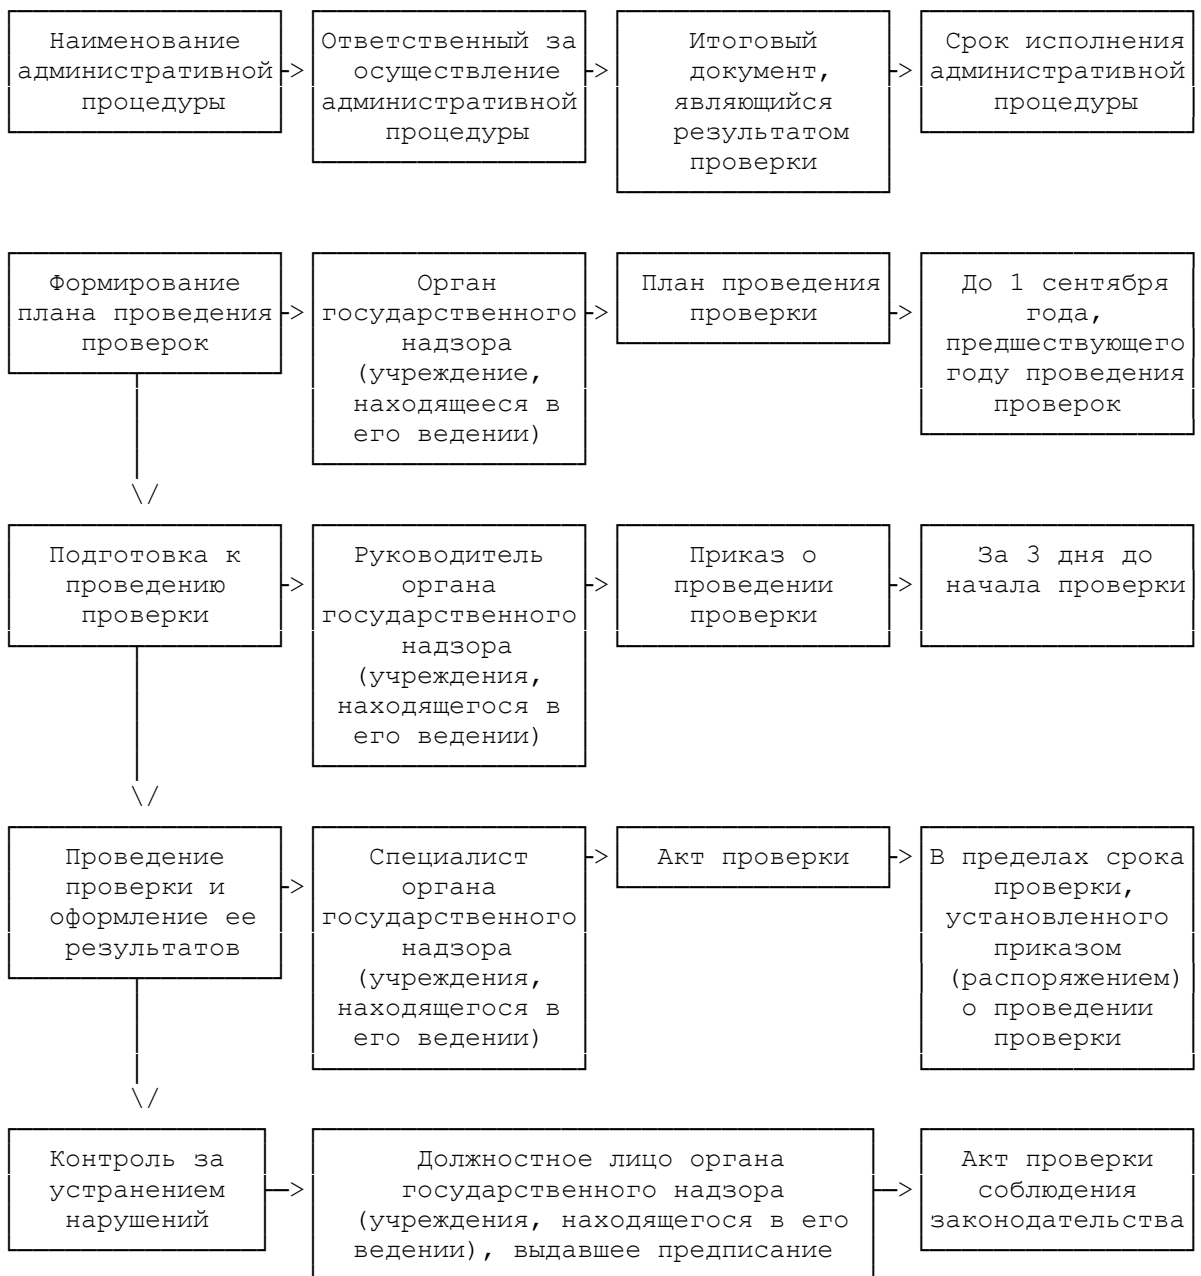 Наименование
административной
процедуры
Ответственный за
осуществление
административной
процедуры
Итоговый
документ,
являющийся
результатом
проверки
Срок исполнения
административной
процедуры
Формирование
плана проведения
проверок
Орган
государственного
надзора
(учреждение,
находящееся в
его ведении)
План проведения
проверки
До 1 сентября
года,
предшествующего
году проведения
проверок
Подготовка к
проведению
проверки
Руководитель
органа
государственного
надзора
(учреждения,
находящегося в
его ведении)
Приказ о
проведении
проверки
За 3 дня до
начала проверки
Проведение
проверки и
оформление ее
результатов
Специалист
органа
государственного
надзора
(учреждения,
находящегося в
его ведении)
Акт проверки
В пределах срока
проверки,
установленного
приказом
(распоряжением)
о проведении
проверки
Контроль за
устранением
нарушений
Должностное лицо органа
государственного надзора
(учреждения, находящегося в его
ведении), выдавшее предписание
Акт проверки
соблюдения
законодательства